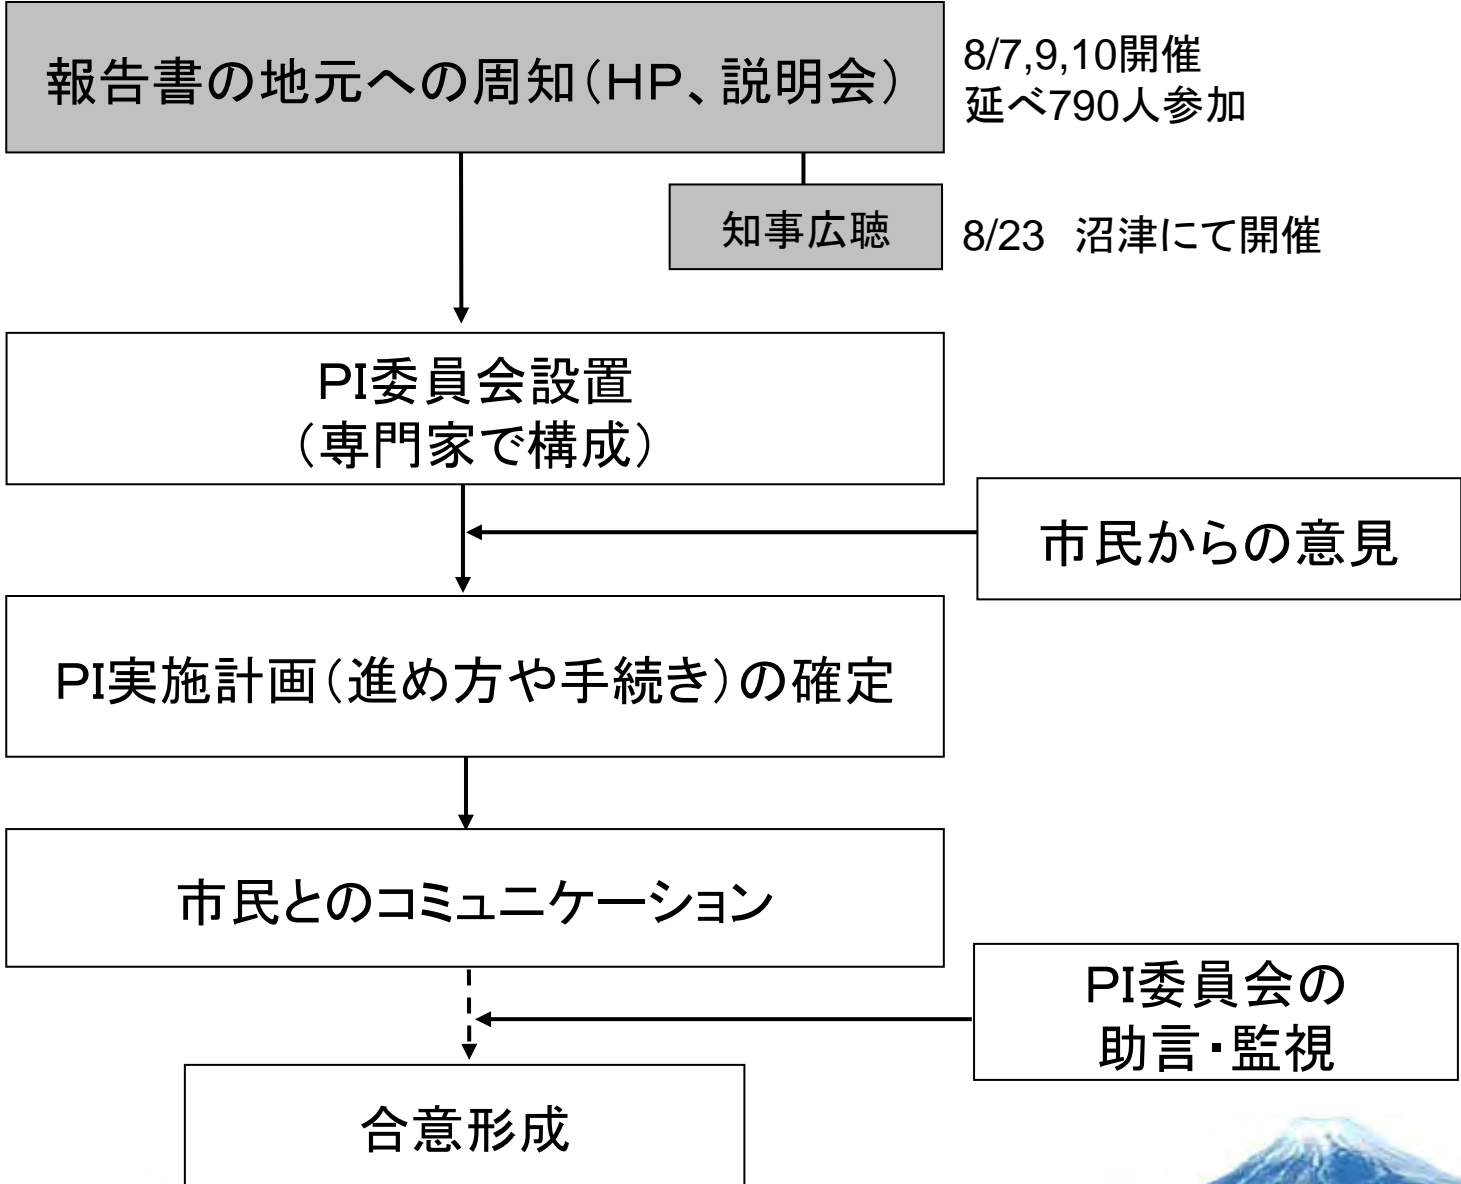 報告書の地元への周知(HP、説明会)
8/7,9,10開催
延べ790人参加
知事広聴
8/23　沼津にて開催
PI委員会設置
(専門家で構成)
市民からの意見
PI実施計画(進め方や手続き)の確定
市民とのコミュニケーション
PI委員会の
助言・監視
合意形成